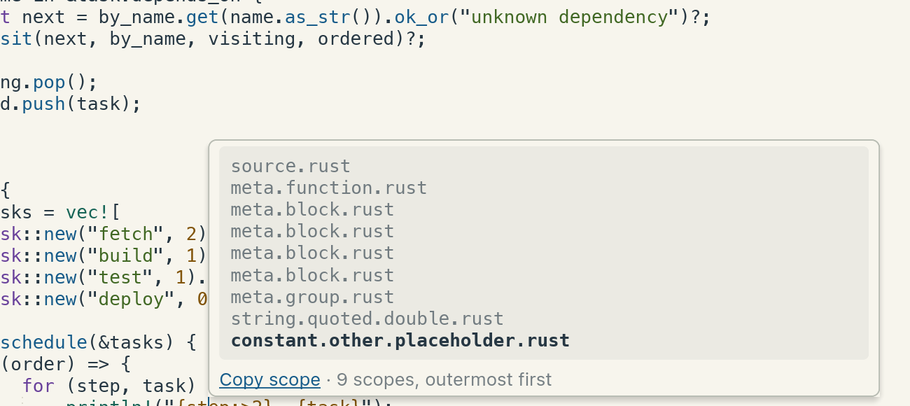 t next = by_name.get(name.as_str()).ok_or("unknown dependency")?;
sit(next, by_name, visiting, ordered)?;
ng.pop();
d.push(task);
{
sks = vec![
sk::new("fetch", 2)
sk::new("build", 1)
sk::new("test", 1).
sk::new("deploy", 0
source.rust
meta.function.rust
meta.block.rust
meta.block.rust
meta.block.rust
meta.block.rust
meta.group.rust
string.quoted.double.rust
constant.other.placeholder.rust
Copy scope · 9 scopes, outermost first
schedule(&tasks) {
(order) => {
for (step, task)